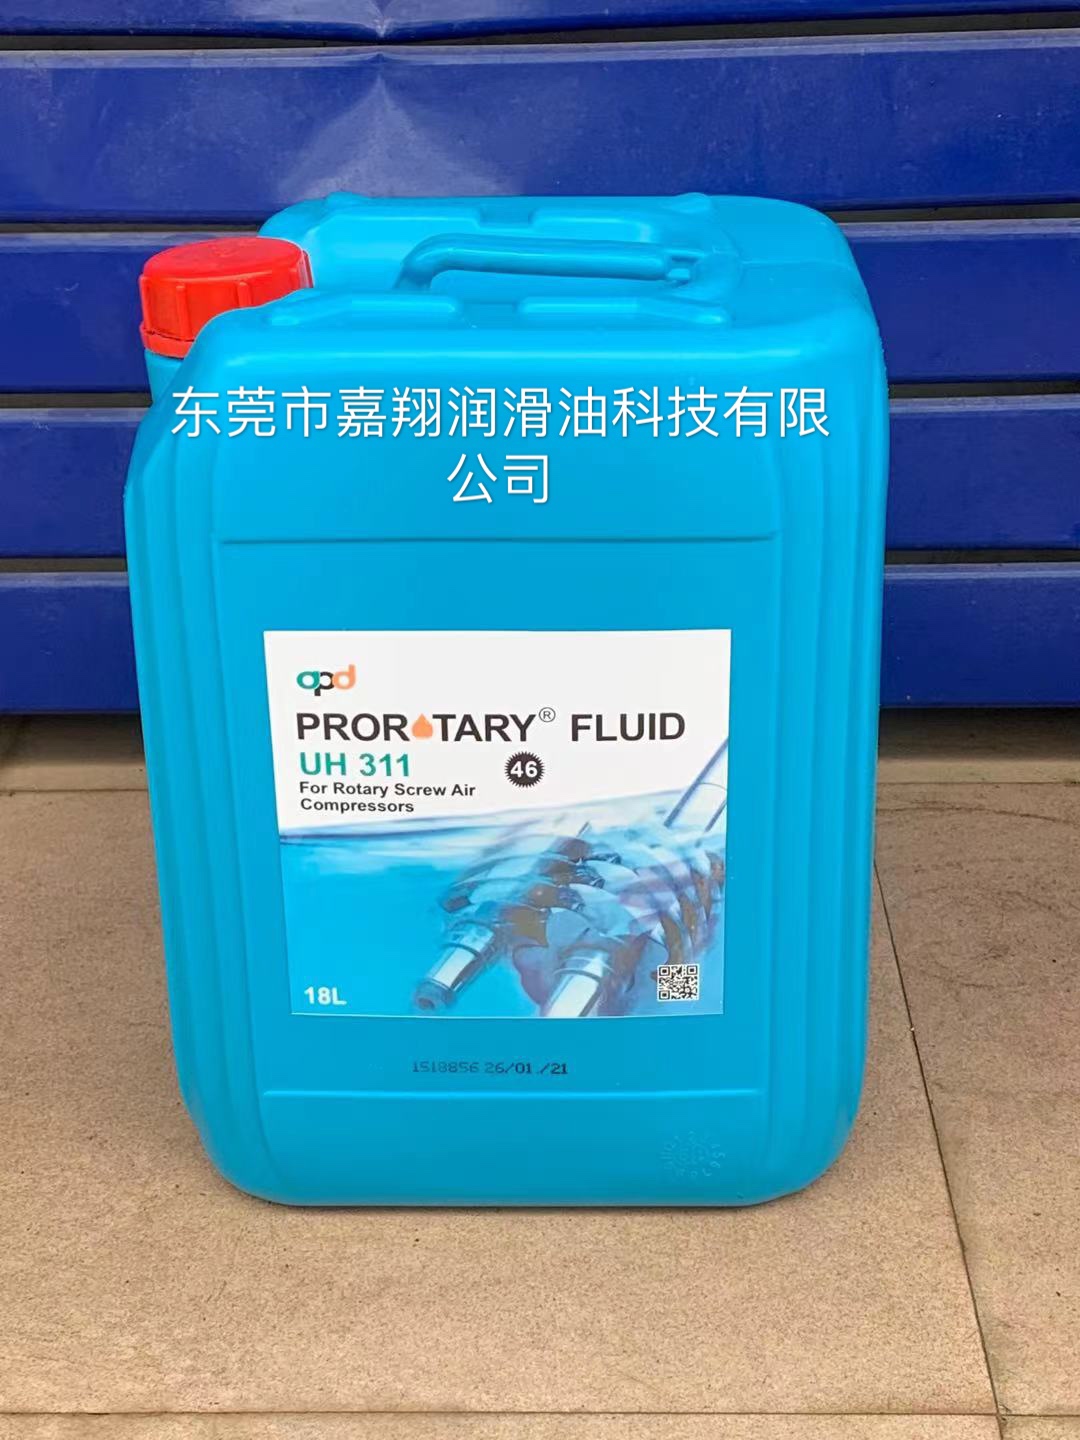 东莞市嘉翔润滑油科技有限
公司
apd
PROROTARY® FLUID
UH 311
46
For Rotary Screw Air
Compressors
18L
1518856 26/01./21